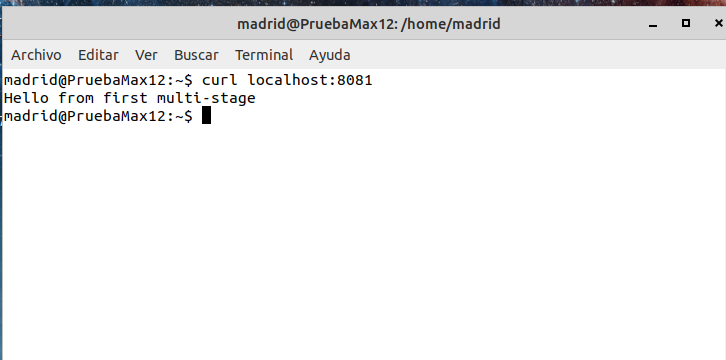 madrid@PruebaMax12: /home/madrid
Archivo Editar Ver Buscar Terminal Ayuda
madrid@PruebaMax12:~$ curl localhost:8081
Hello from first multi-stage
madrid@PruebaMax12:~$